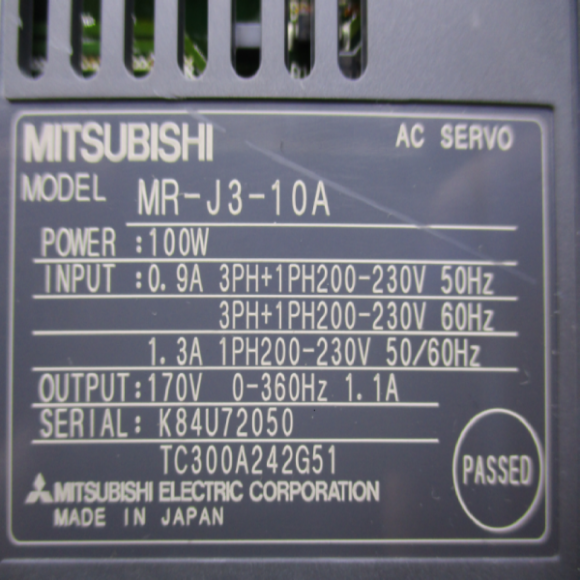 MITSUBISHI AC SERVO
MODEL MR-J3-10A
POWER :100W
INPUT :0.9A 3PH+1PH200-230V 50Hz
3PH+1PH200-230V 60Hz
1.3A 1PH200-230V 50/60Hz
OUTPUT:170V 0-360Hz 1.1A
SERIAL: K84U72050
TC300A242G51
PASSED
MITSUBISHI ELECTRIC CORPORATION
MADE IN JAPAN